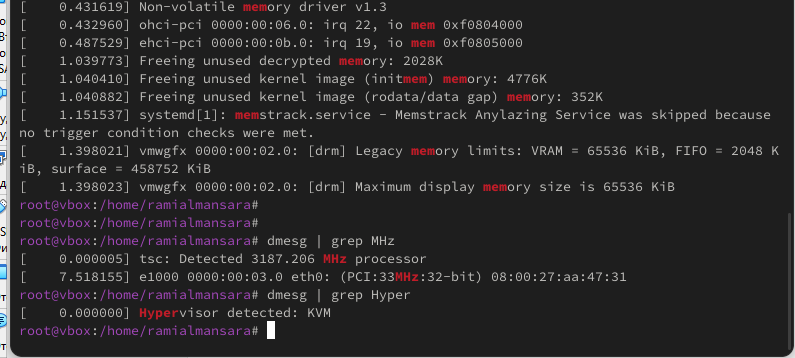 [    0.431619] Non-volatile memory driver v1.3
[    0.432960] ohci-pci 0000:00:06.0: irq 22, io mem 0xf0804000
[    0.487529] ehci-pci 0000:00:0b.0: irq 19, io mem 0xf0805000
[    1.039773] Freeing unused decrypted memory: 2028K
[    1.040410] Freeing unused kernel image (initmem) memory: 4776K
[    1.040882] Freeing unused kernel image (rodata/data gap) memory: 352K
[    1.151537] systemd[1]: memstrack.service - Memstrack Anylazing Service was skipped because
no trigger condition checks were met.
[    1.398021] vmwgfx 0000:00:02.0: [drm] Legacy memory limits: VRAM = 65536 KiB, FIFO = 2048 K
iB, surface = 458752 KiB
[    1.398023] vmwgfx 0000:00:02.0: [drm] Maximum display memory size is 65536 KiB
root@vbox:/home/ramialmansara#
root@vbox:/home/ramialmansara#
root@vbox:/home/ramialmansara# dmesg | grep MHz
[    0.000005] tsc: Detected 3187.206 MHz processor
[    7.518155] e1000 0000:00:03.0 eth0: (PCI:33MHz:32-bit) 08:00:27:aa:47:31
root@vbox:/home/ramialmansara# dmesg | grep Hyper
[    0.000000] Hypervisor detected: KVM
root@vbox:/home/ramialmansara#